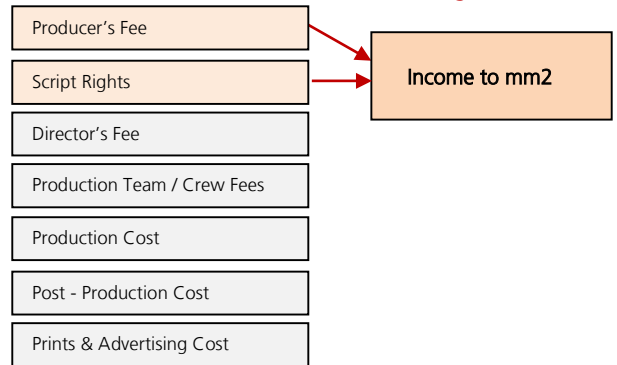 Producer’s Fee
Script Rights
Income to mm2
Director’s Fee
Production Team / Crew Fees
Production Cost
Post - Production Cost
Prints & Advertising Cost